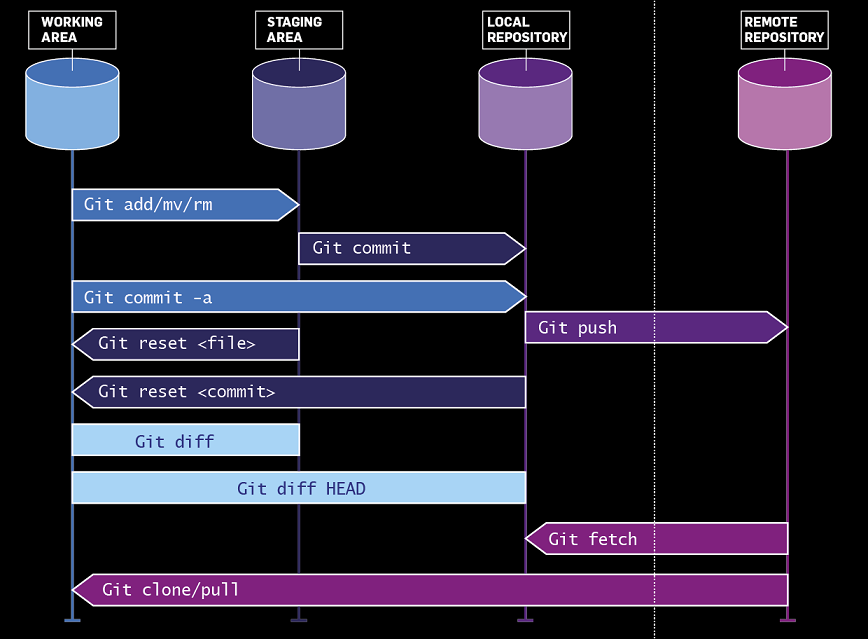 WORKING
AREA
STAGING
AREA
LOCAL
REPOSITORY
REMOTE
REPOSITORY
Git add/mv/rm
Git commit
Git commit -a
Git push
Git reset <file>
Git reset <commit>
Git diff
Git diff HEAD
Git fetch
Git clone/pull